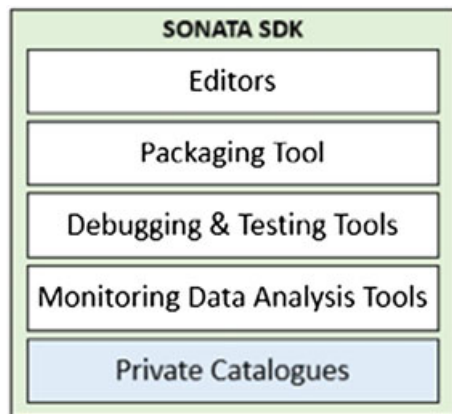 SONATA SDK
Editors
Packaging Tool
Debugging & Testing Tools
Monitoring Data Analysis Tools
Private Catalogues